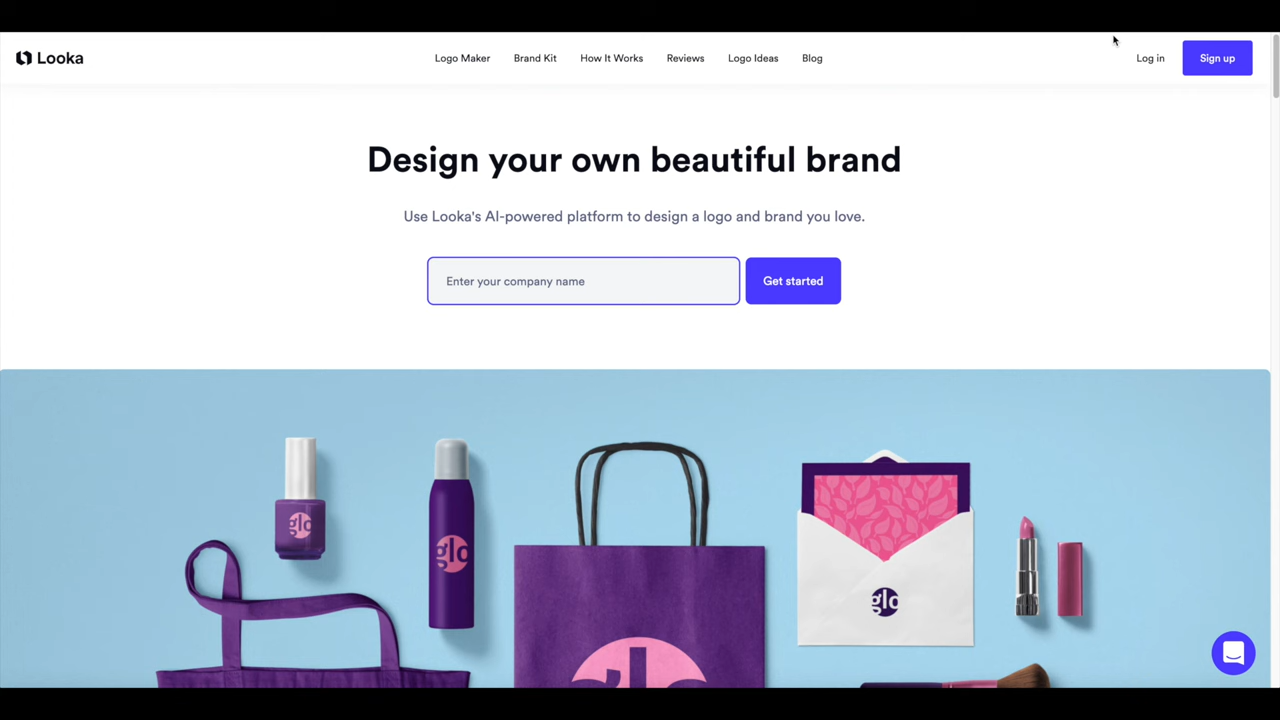 Looka
Logo Maker
Brand Kit
How It Works
Reviews
Logo Ideas
Blog
Log in
Sign up
Design your own beautiful brand
Use Looka's AI-powered platform to design a logo and brand you love.
Enter your company name
Get started
glo
glo
glo
glo